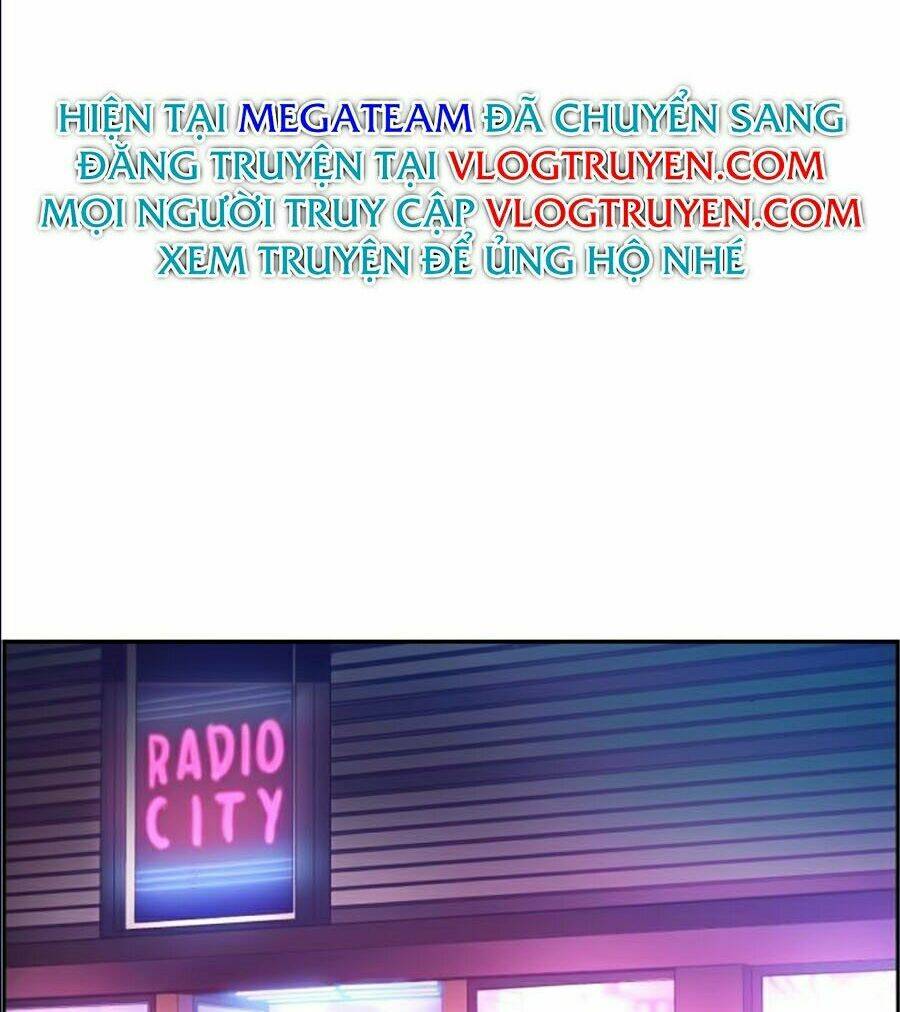 HIỆN TẠI MEGATEAM ĐÃ CHUYỂN SANG
ĐĂNG TRUYỆN TẠI VLOGTRUYEN.COM
MỌI NGƯỜI TRUY CẬP VLOGTRUYEN.COM
XEM TRUYỆN ĐỂ ỦNG HỘ NHÉ
RADIO
CITY